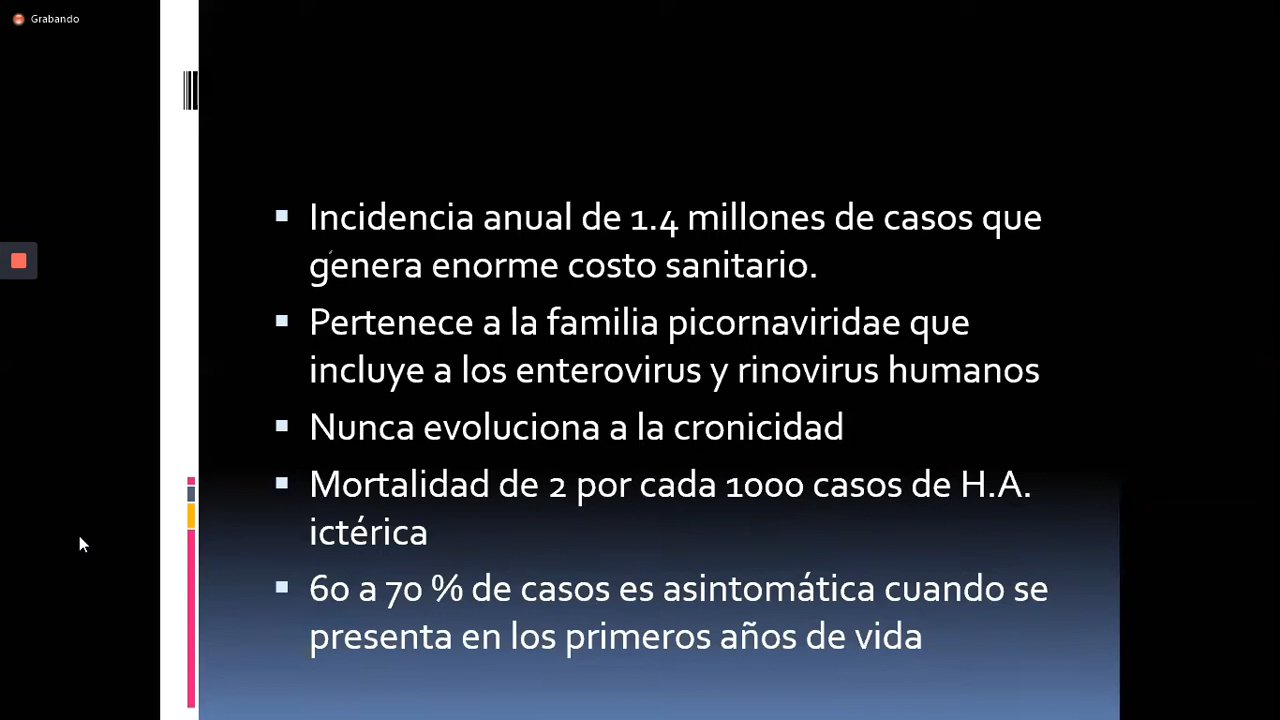 Grabando
Incidencia anual de 1.4 millones de casos que
genera enorme costo sanitario.
Pertenece a la familia picornaviridae que
incluye a los enterovirus y rinovirus humanos
Nunca evoluciona a la cronicidad
Mortalidad de 2 por cada 1000 casos de H.A.
ictérica
60 a 70 % de casos es asintomática cuando se
presenta en los primeros años de vida